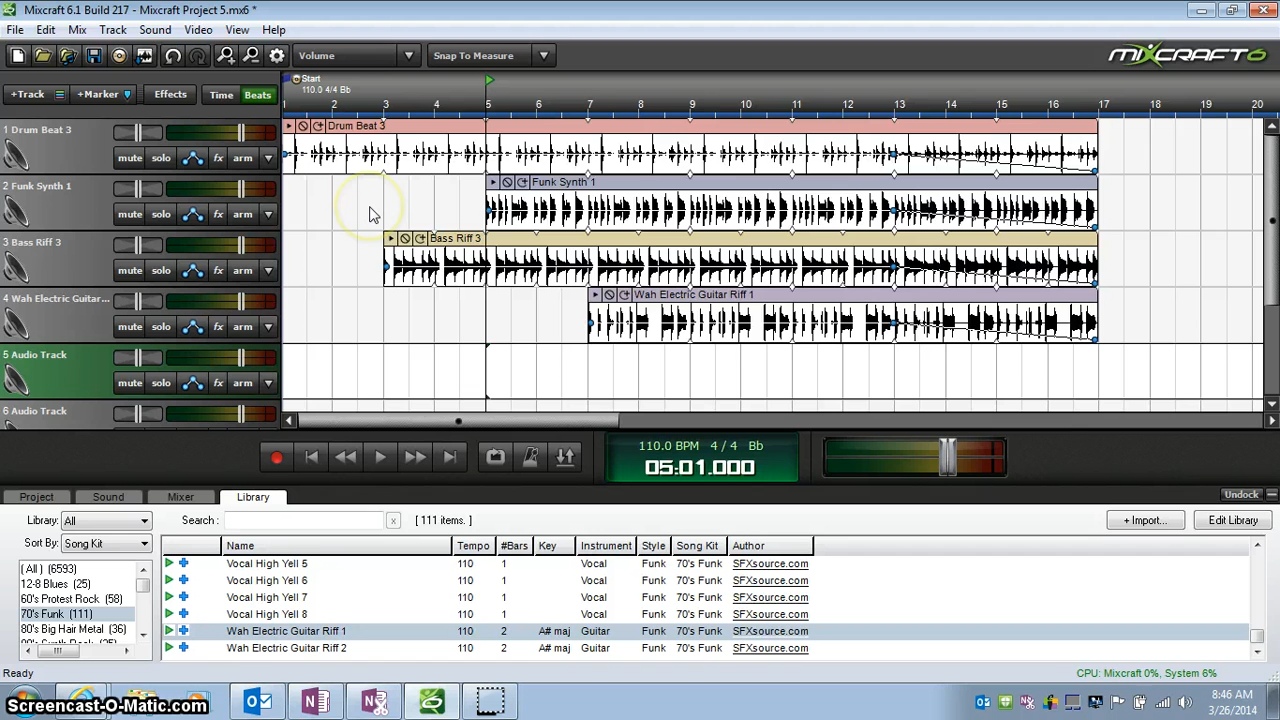 Mixcraft 6.1 Build 217 - Mixcraft Project 5.mx6 *
File Edit Mix Track Sound Video View Help
Volume Snap To Measure MIXCRAFT6
Start
+Track +Marker Effects Time Beats 110.0 4/4 Bb
1 2 3 4 5 6 7 8 9 10 11 12 13 14 15 16 17 18 19 20
1 Drum Beat 3 Drum Beat 3
mute solo fx arm
2 Funk Synth 1 Funk Synth 1
mute solo fx arm
3 Bass Riff 3 Bass Riff 3
mute solo fx arm
4 Wah Electric Guitar... Wah Electric Guitar Riff 1
mute solo fx arm
5 Audio Track
mute solo fx arm
6 Audio Track
110.0 BPM 4 / 4 Bb
05:01.000
Project Sound Mixer Library Undock
Library: All Search : x [ 111 items. ] + Import... Edit Library
Sort By: Song Kit Name Tempo #Bars Key Instrument Style Song Kit Author
( All ) (6593) Vocal High Yell 5 110 1 Vocal Funk 70's Funk SFXsource.com
12-8 Blues (25) Vocal High Yell 6 110 1 Vocal Funk 70's Funk SFXsource.com
60's Protest Rock (58) Vocal High Yell 7 110 1 Vocal Funk 70's Funk SFXsource.com
70's Funk (111) Vocal High Yell 8 110 1 Vocal Funk 70's Funk SFXsource.com
80's Big Hair Metal (36) Wah Electric Guitar Riff 1 110 2 A# maj Guitar Funk 70's Funk SFXsource.com
Wah Electric Guitar Riff 2 110 2 A# maj Guitar Funk 70's Funk SFXsource.com
Ready CPU: Mixcraft 0%, System 6%
Screencast-O-Matic.com 8:46 AM
3/26/2014